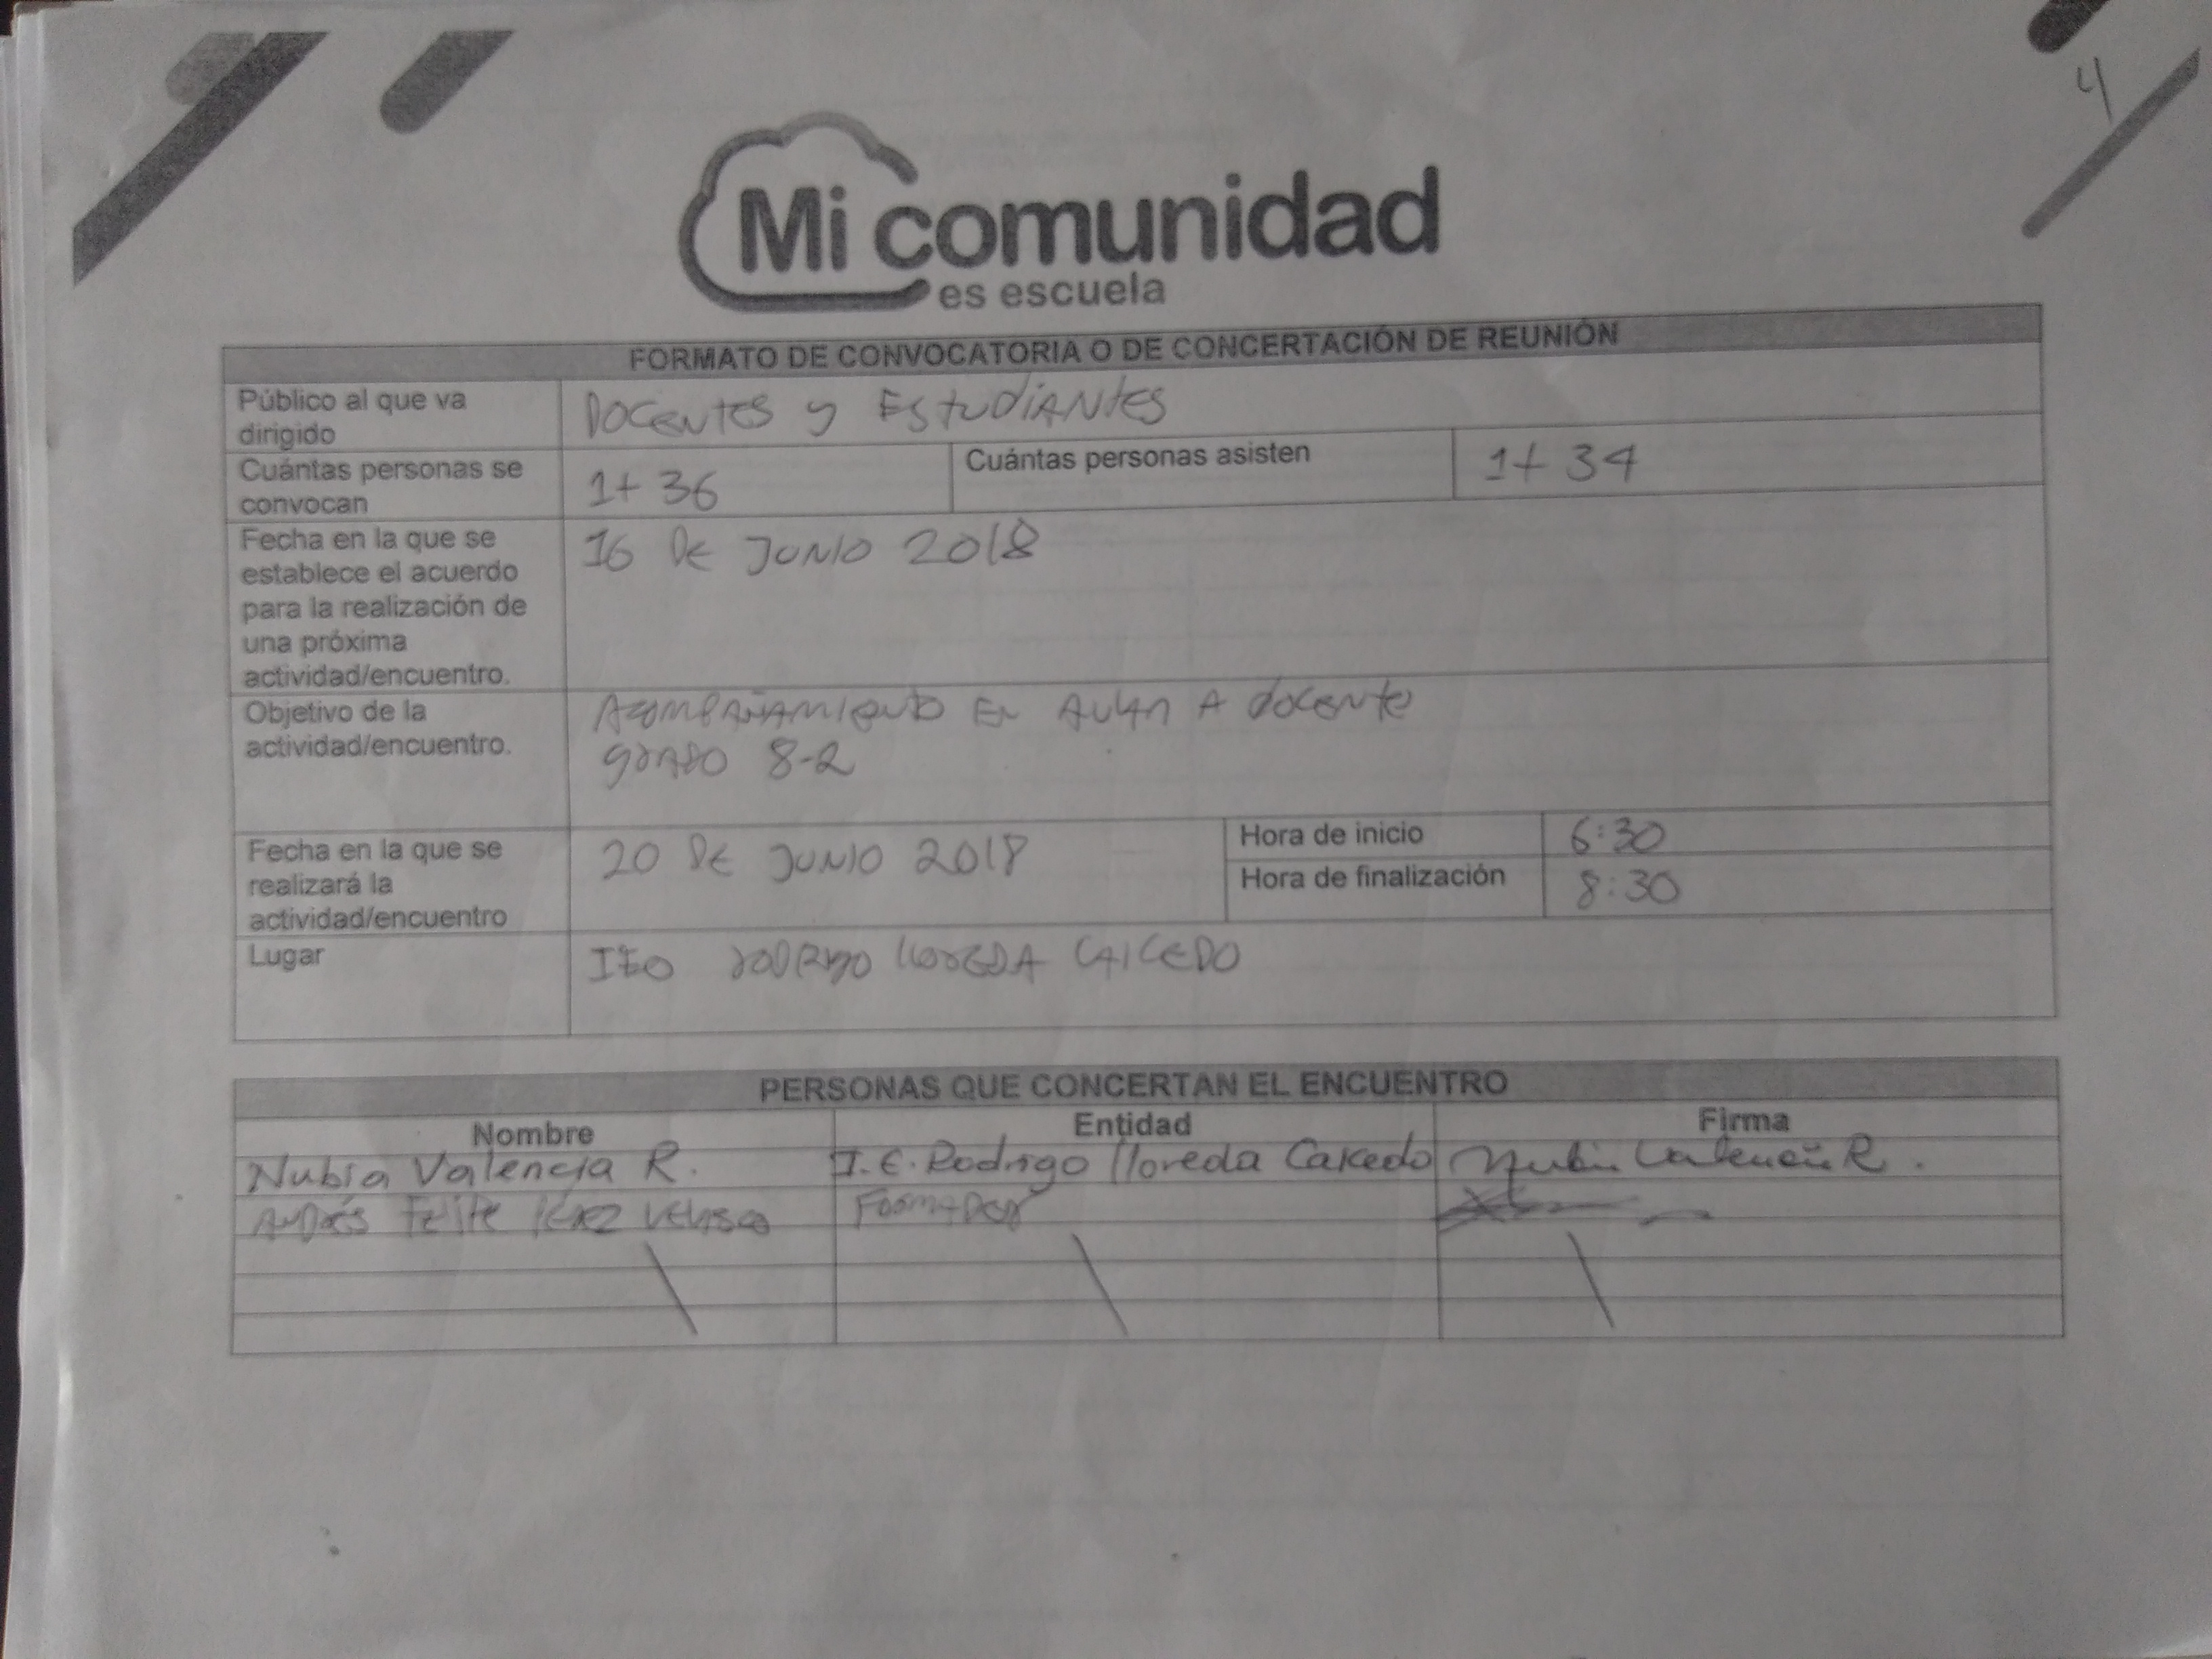 4
Mi comunidad
es escuela
FORMATO DE CONVOCATORIA O DE CONCERTACIÓN DE REUNIÓN
Público al que va
dirigido
DOCENTES y ESTUDIANTES
Cuántas personas se
convocan
1+ 36
Cuántas personas asisten
1+ 34
Fecha en la que se
establece el acuerdo
para la realización de
una próxima
actividad/encuentro.
16 DE JUNIO 2018
Objetivo de la
actividad/encuentro.
ACOMPAÑAMIENTO EN AULA A docente
grado 8-2
Fecha en la que se
realizará la
actividad/encuentro
20 DE JUNIO 2018
Hora de inicio
6:30
Hora de finalización
8:30
Lugar
IEO RODRIGO LLOREDA CAICEDO
PERSONAS QUE CONCERTAN EL ENCUENTRO
Nombre Entidad Firma
Nubia Valencia R. I.E. Rodrigo Lloreda Caicedo Nubia Valencia R.
ANDRÉS FELIPE VELASCO FORMADOR